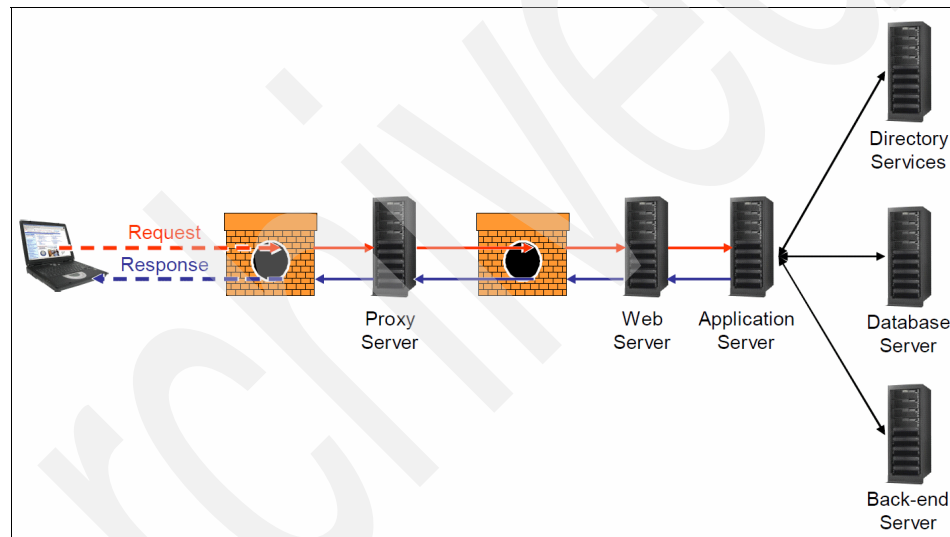 Request
Response
Proxy
Server
Web
Server
Application
Server
Directory
Services
Database
Server
Back-end
Server